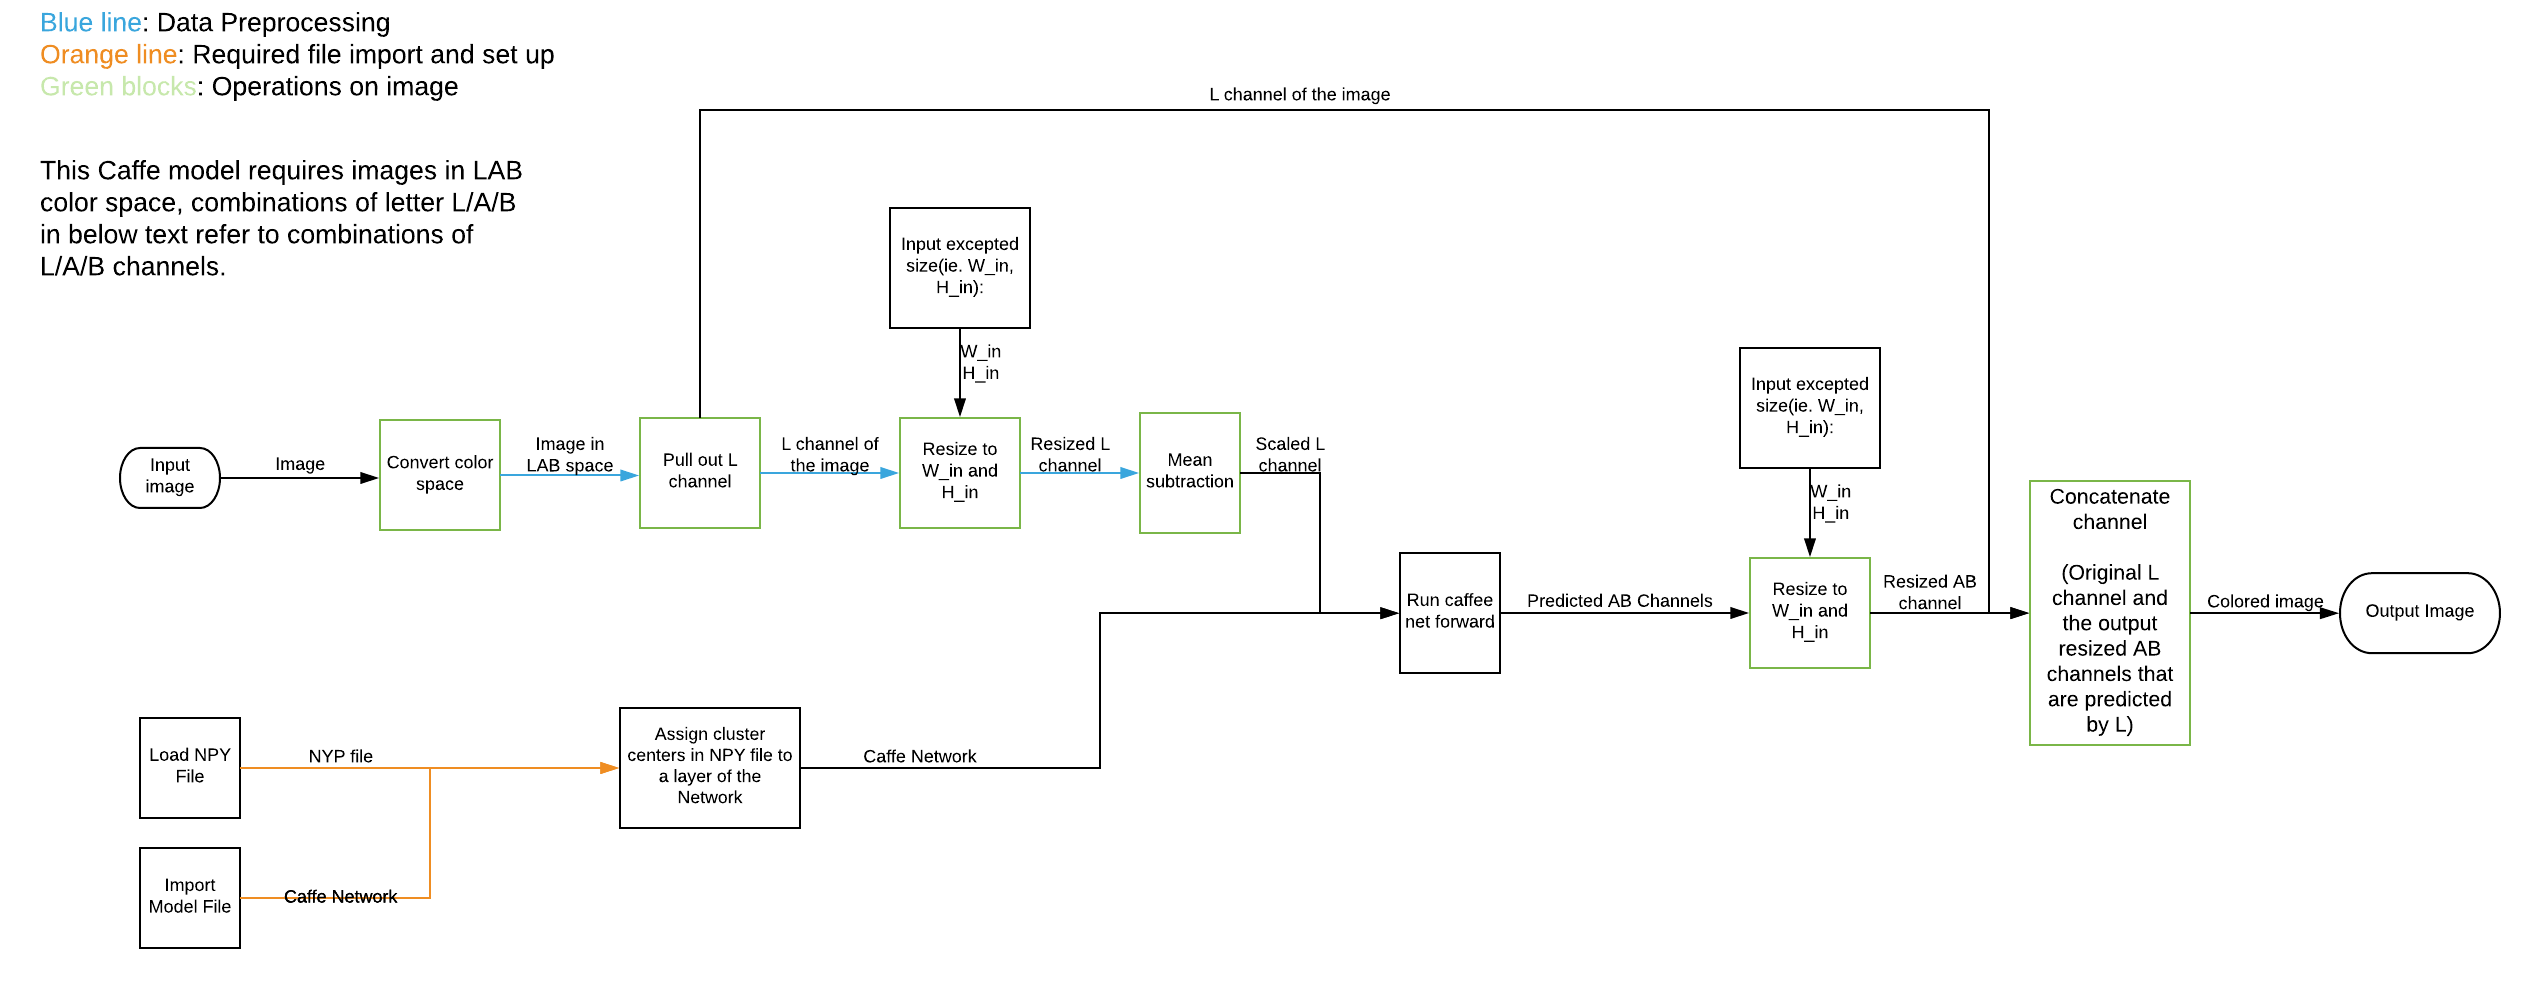 Blue line: Data Preprocessing
Orange line: Required file import and set up
Green blocks: Operations on image
This Caffe model requires images in LAB
color space, combinations of letter L/A/B
in below text refer to combinations of
L/A/B channels.
L channel of the image
Input excepted
size(ie. W_in,
H_in):
W_in
H_in
Input
image
Image
Convert color
space
Image in
LAB space
Pull out L
channel
L channel of
the image
Resize to
W_in and
H_in
Resized L
channel
Mean
subtraction
Scaled L
channel
Input excepted
size(ie. W_in,
H_in):
W_in
H_in
Run caffee
net forward
Predicted AB Channels
Resize to
W_in and
H_in
Resized AB
channel
Concatenate
channel
(Original L
channel and
the output
resized AB
channels that
are predicted
by L)
Colored image
Output Image
Load NPY
File
NYP file
Assign cluster
centers in NPY file to
a layer of the
Network
Caffe Network
Import
Model File
Caffe Network